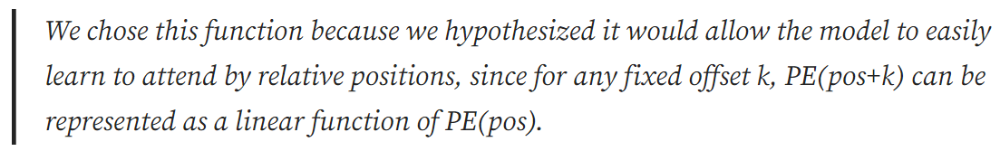 We chose this function because we hypothesized it would allow the model to easily
learn to attend by relative positions, since for any fixed offset k, PE(pos+k) can be
represented as a linear function of PE(pos).